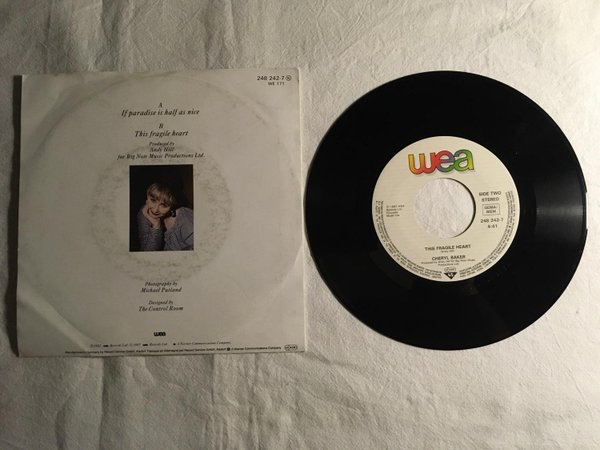 248 242-7
WE 171
A
If paradise is half as nice
B
This fragile heart
Produced by
Andy Hill
for Big Note Music Productions Ltd.
Photography by
Michael Putland
Designed by
The Control Room
wea
wea
SIDE TWO
STEREO
GEMA/
248 242-7
4:41
THIS FRAGILE HEART
CHERYL BAKER